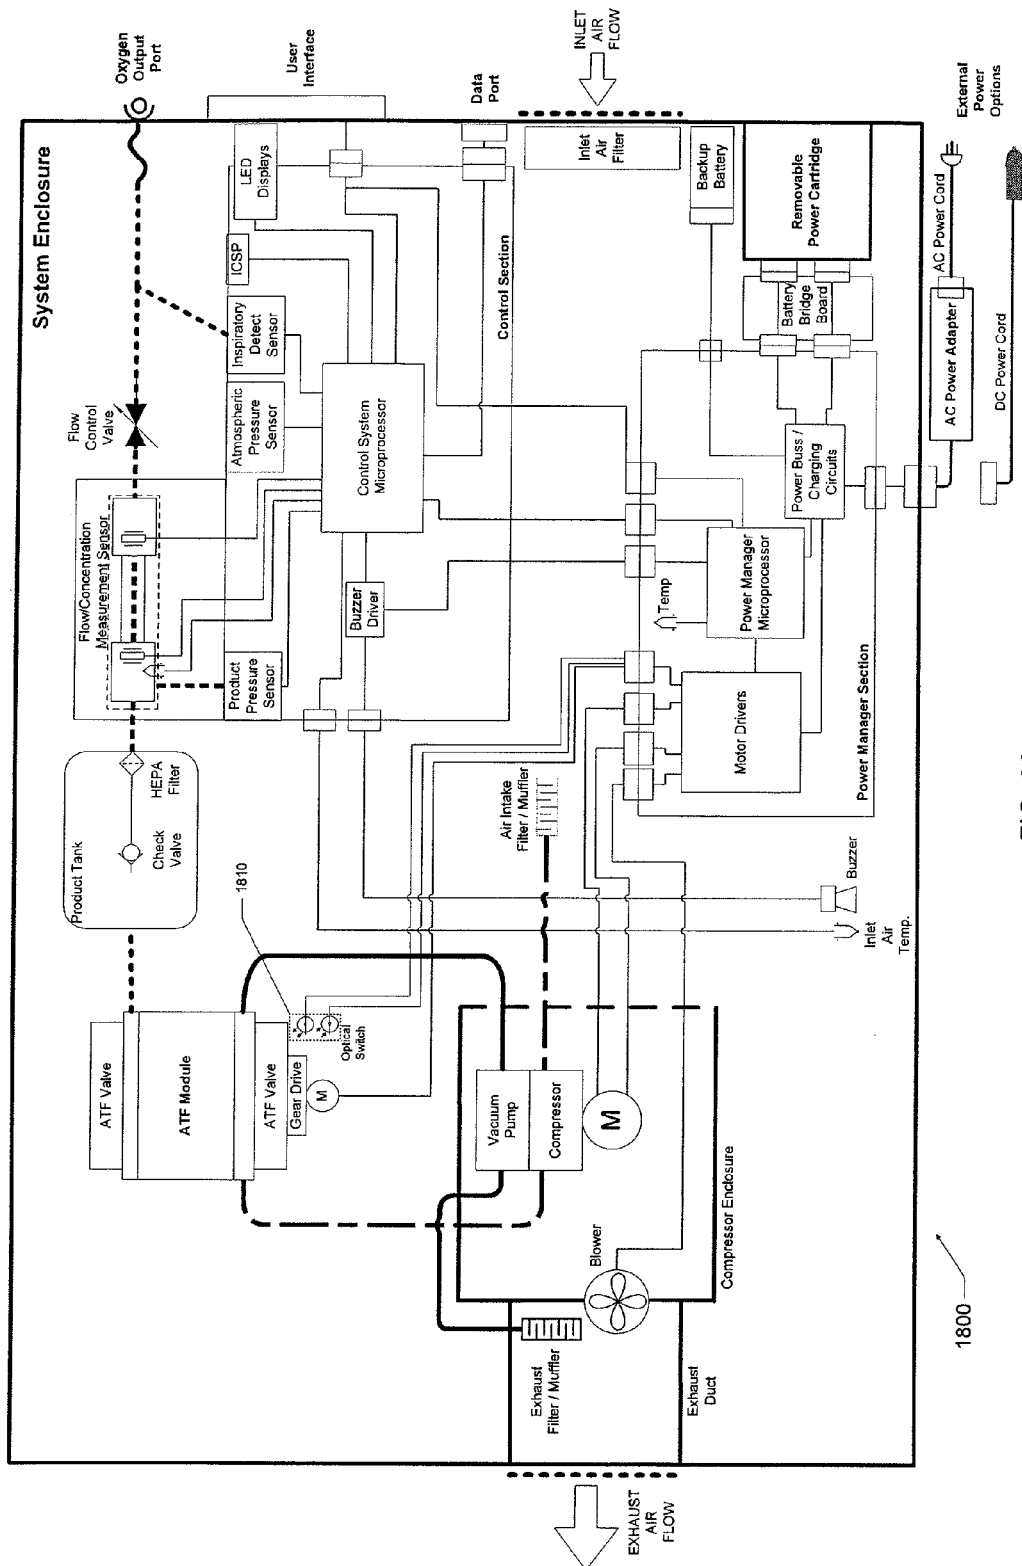 System Enclosure
Oxygen
Output
Port
User
Interface
Data
Port
INLET
AIR
FLOW
External
Power
Options
Flow
Control
Valve
Flow/Concentration
Measurement Sensor
Product Tank
Check
Valve
HEPA
Filter
Product
Pressure
Sensor
Atmospheric
Pressure
Sensor
Inspiratory
Detect
Sensor
ICSP
LED
Displays
Control System
Microprocessor
Buzzer
Driver
Control Section
Inlet
Air
Filter
Backup
Battery
Removable
Power Cartridge
Battery
Bridge
Board
Power Buss /
Charging
Circuits
Power Manager
Microprocessor
Temp
Motor Drivers
Power Manager Section
AC Power Cord
AC Power Adapter
DC Power Cord
ATF Valve
ATF Module
ATF Valve
Gear Drive
M
Optical
Switch
1810
Air Intake
Filter / Muffler
Vacuum
Pump
Compressor
M
Blower
Compressor Enclosure
Buzzer
Inlet
Air
Temp.
Exhaust
Filter / Muffler
Exhaust
Duct
EXHAUST
AIR
FLOW
1800